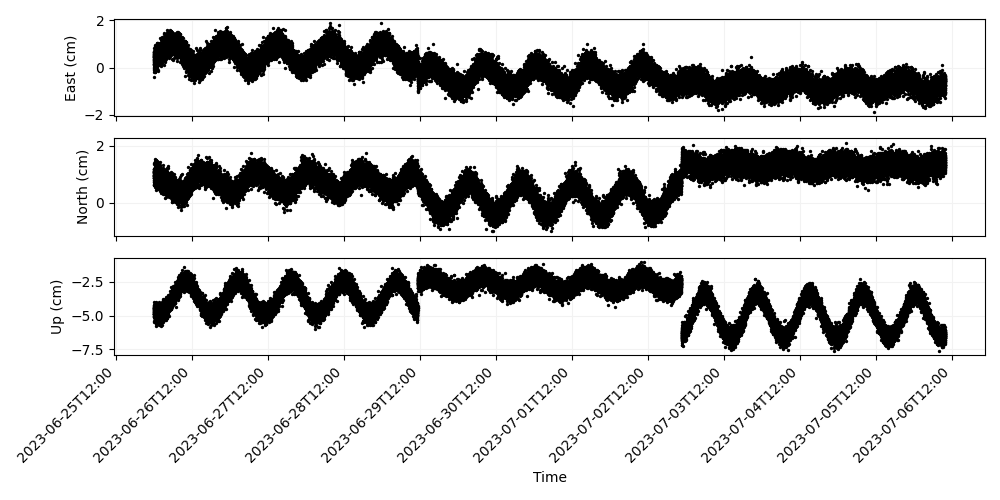 East (cm)
2
0
−2
North (cm)
2
0
Up (cm)
−2.5
−5.0
−7.5
2023-06-25T12:00
2023-06-26T12:00
2023-06-27T12:00
2023-06-28T12:00
2023-06-29T12:00
2023-06-30T12:00
2023-07-01T12:00
2023-07-02T12:00
2023-07-03T12:00
2023-07-04T12:00
2023-07-05T12:00
2023-07-06T12:00
Time